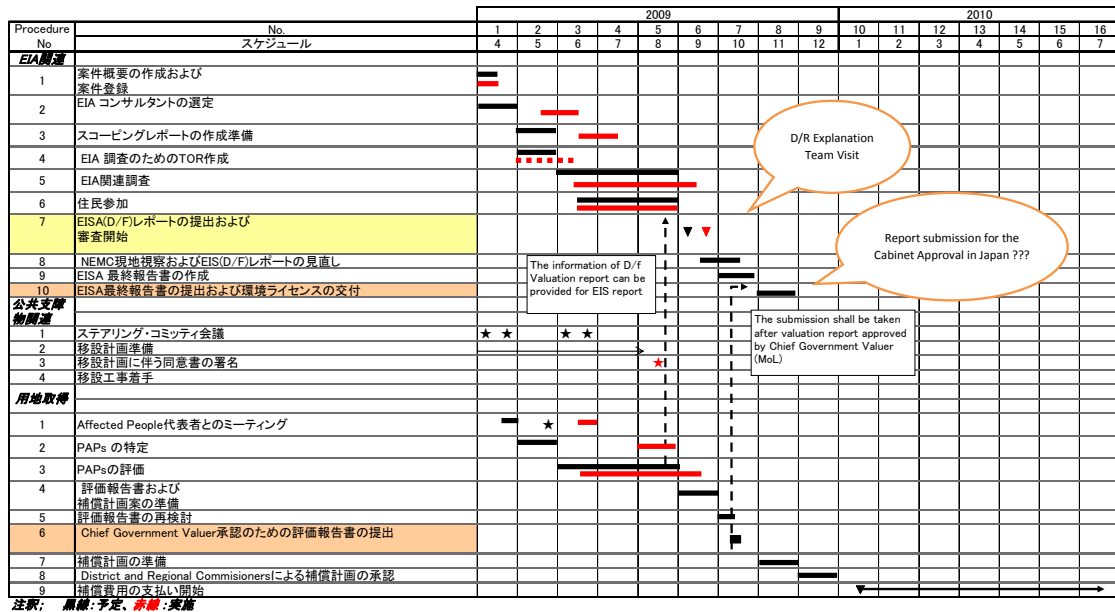 2009 2010
Procedure No. 1 2 3 4 5 6 7 8 9 10 11 12 13 14 15 16
No スケジュール 4 5 6 7 8 9 10 11 12 1 2 3 4 5 6 7
EIA関連
1 案件概要の作成および
案件登録
2 EIA コンサルタントの選定
3 スコーピングレポートの作成準備
4 EIA 調査のためのTOR作成
5 EIA関連調査
6 住民参加
7 EISA(D/F)レポートの提出および
審査開始
8 NEMC現地視察およびEIS(D/F)レポートの見直し
9 EISA 最終報告書の作成
10 EISA最終報告書の提出および環境ライセンスの交付
D/R Explanation
Team Visit
Report submission for the
Cabinet Approval in Japan ???
The information of D/f
Valuation report can be
provided for EIS report
The submission shall be taken
after valuation report approved
by Chief Government Valuer
(MoL)
公共支障
物関連
1 ステアリング・コミッティ会議
2 移設計画準備
3 移設計画に伴う同意書の署名
4 移設工事着手
用地取得
1 Affected People代表者とのミーティング
2 PAPs の特定
3 PAPsの評価
4 評価報告書および
補償計画案の準備
5 評価報告書の再検討
6 Chief Government Valuer承認のための評価報告書の提出
7 補償計画の準備
8 District and Regional Commisionersによる補償計画の承認
9 補償費用の支払い開始
注釈; 黒線:予定、赤線:実施